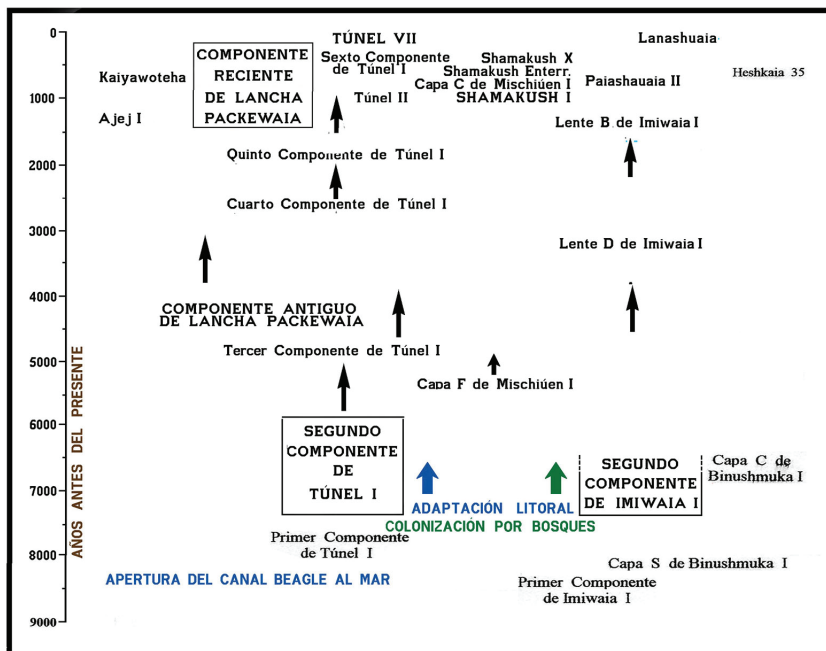 AÑOS ANTES DEL PRESENTE
0
1000
2000
3000
4000
5000
6000
7000
8000
9000
TÚNEL VII
Lanashuaia
COMPONENTE
RECIENTE
DE LANCHA
PACKEWAIA
Sexto Componente
de Túnel I
Shamakush X
Shamakush Enterr.
Capa C de Mischiúen I
SHAMAKUSH I
Kaiyawoteha
Paiashauaia II
Heshkaia 35
Túnel II
Ajej I
Lente B de Imiwaia I
Quinto Componente de Túnel I
Cuarto Componente de Túnel I
Lente D de Imiwaia I
COMPONENTE ANTIGUO
DE LANCHA PACKEWAIA
Tercer Componente de Túnel I
Capa F de Mischiúen I
SEGUNDO
COMPONENTE
DE
TÚNEL I
SEGUNDO
COMPONENTE
DE IMIWAIA I
Capa C de
Binushmuka I
ADAPTACIÓN LITORAL
COLONIZACIÓN POR BOSQUES
Primer Componente
de Túnel I
Capa S de Binushmuka I
APERTURA DEL CANAL BEAGLE AL MAR
Primer Componente
de Imiwaia I